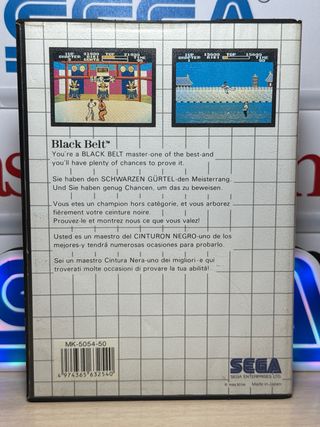 SEGA
Black Belt™
You're a BLACK BELT master-one of the best-and
you'll have plenty of chances to prove it.
Sie haben den SCHWARZEN GÜRTEL-den Meisterrang.
Und Sie haben genug Chancen, um das zu beweisen.
Vous etes un champion hors catégorie, et vous arborez
fièrement votre ceinture noire.
Prouvez-le et montrez nous ce que vous valez!
Usted es un maestro del CINTURON NEGRO-uno de los
mejores-y tendrá numerosas ocasiones para probarlo.
Sei un maestro Cintura Nera-uno dei migliori-e qui
troverati molte occasioni di provare la tua abilità!
MK-5054-50
4 974365 632540
SEGA
SEGA ENTERPRISES LTD.
Made in Japan